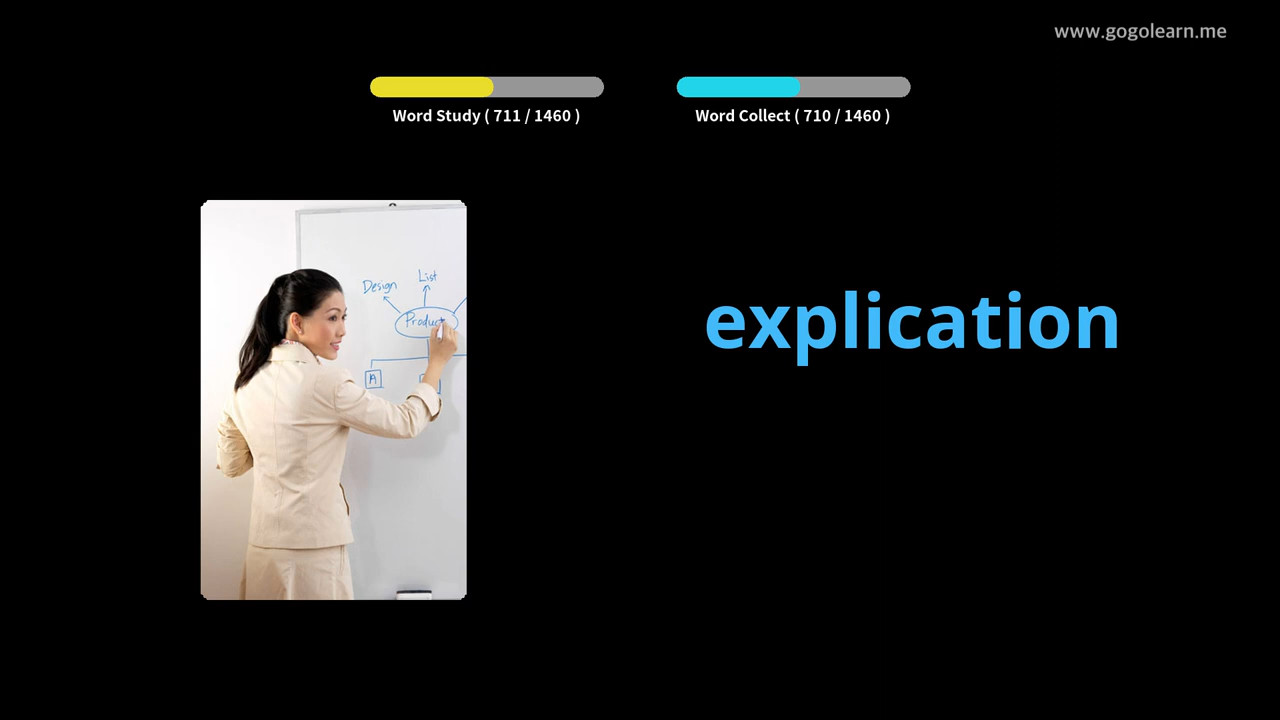 www.gogolearn.me
Word Study ( 711 / 1460 )
Word Collect ( 710 / 1460 )
explication
List
Design
Product
A